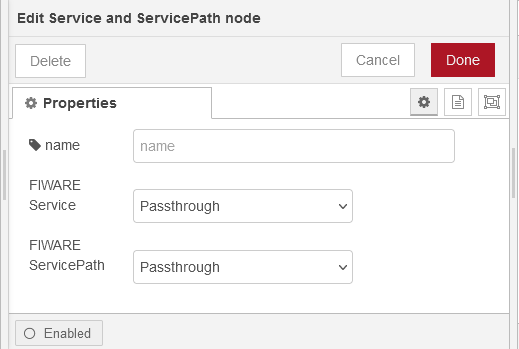 Edit Service and ServicePath node
Delete
Cancel
Done
Properties
name
name
FIWARE
Service
Passthrough
FIWARE
ServicePath
Passthrough
Enabled